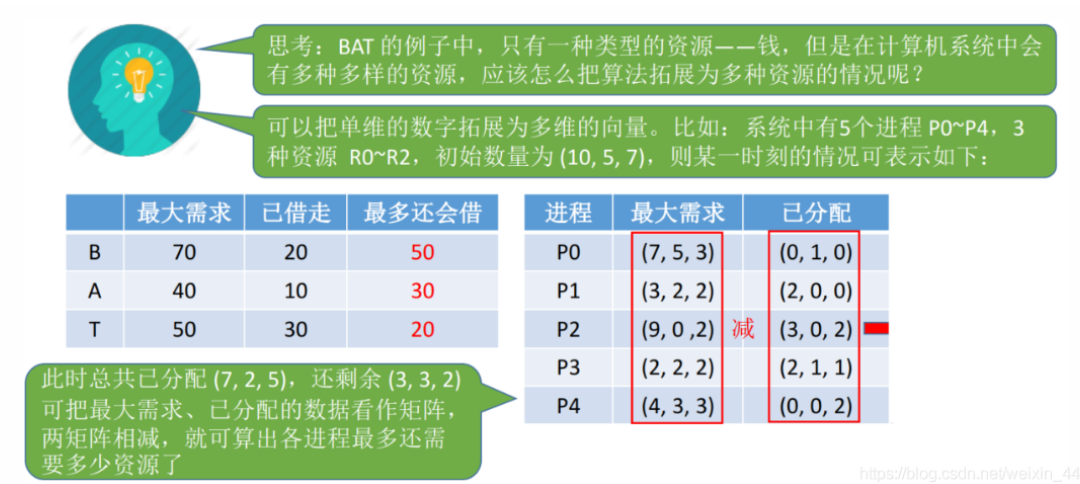 思考：BAT 的例子中，只有一种类型的资源——钱，但是在计算机系统中会
有多种多样的资源，应该怎么把算法拓展为多种资源的情况呢？
可以把单维的数字拓展为多维的向量。比如：系统中有5个进程 P0~P4，3
种资源 R0~R2，初始数量为 (10, 5, 7)，则某一时刻的情况可表示如下：
最大需求 已借走 最多还会借
B 70 20 50
A 40 10 30
T 50 30 20
进程 最大需求 已分配
P0 (7, 5, 3) (0, 1, 0)
P1 (3, 2, 2) (2, 0, 0)
P2 (9, 0 ,2) 减 (3, 0, 2)
P3 (2, 2, 2) (2, 1, 1)
P4 (4, 3, 3) (0, 0, 2)
此时总共已分配 (7, 2, 5)，还剩余 (3, 3, 2)
可把最大需求、已分配的数据看作矩阵，
两矩阵相减，就可算出各进程最多还需
要多少资源了
https://blog.csdn.net/weixin_44